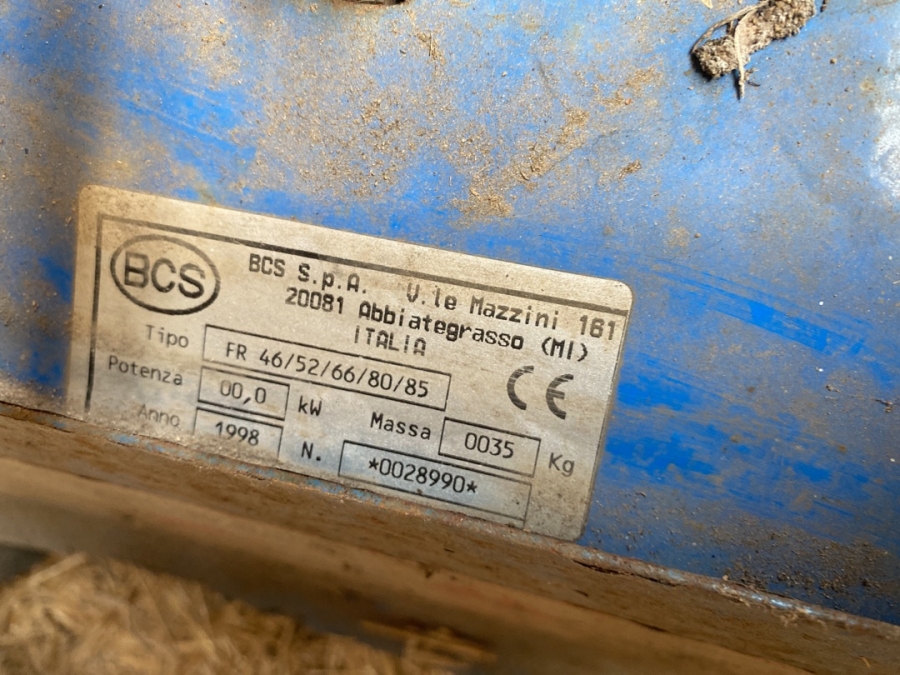 BCS
BCS S.p.A. V.le Mazzini 161
20081 Abbiategrasso (MI)
ITALIA
Tipo FR 46/52/66/80/85
CE
Potenza 00,0 kW Massa 0035 Kg
Anno 1998 N. *0028990*